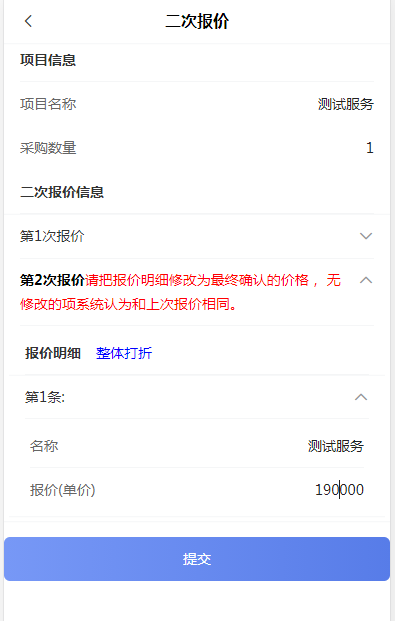 二次报价
项目信息
项目名称 测试服务
采购数量 1
二次报价信息
第1次报价
第2次报价请把报价明细修改为最终确认的价格，无
修改的项系统认为和上次报价相同。
报价明细 整体打折
第1条:
名称 测试服务
报价(单价) 190000
提交